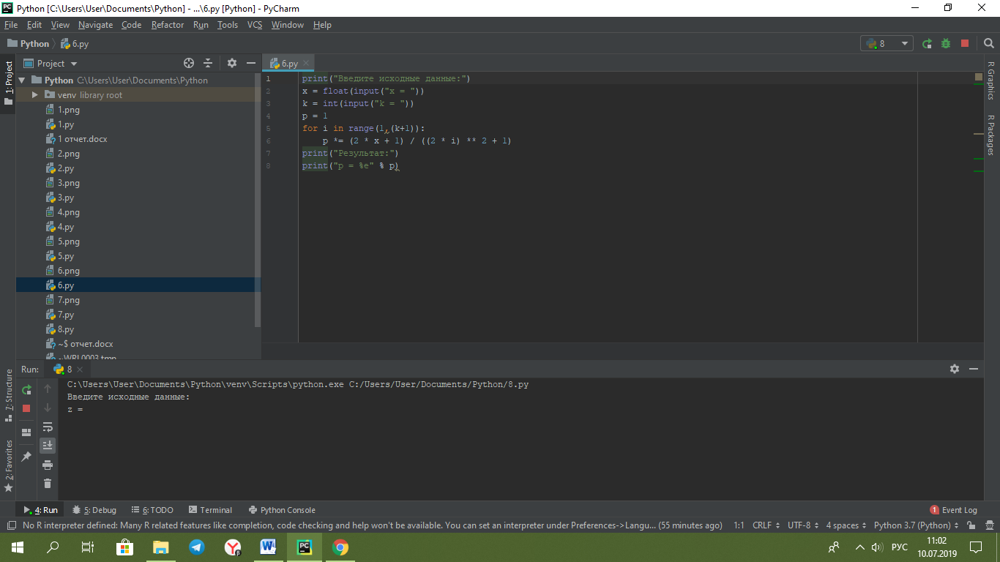 Python [C:\Users\User\Documents\Python] - ...\6.py [Python] - PyCharm
File Edit View Navigate Code Refactor Run Tools VCS Window Help
Python 6.py
8
Project
6.py
1: Project
Python C:\Users\User\Documents\Python
venv library root
1.png
1.py
1 отчет.docx
2.png
2.py
3.png
3.py
4.png
4.py
5.png
5.py
6.png
6.py
7.png
7.py
8.py
~$ отчет.docx
~WRL0003.tmp
1 print("Введите исходные данные:")
2 x = float(input("x = "))
3 k = int(input("k = "))
4 p = 1
5 for i in range(1,(k+1)):
6 p *= (2 * x + 1) / ((2 * i) ** 2 + 1)
7 print("Результат:")
8 print("p = %e" % p)
R Graphics
R Packages
Run: 8
C:\Users\User\Documents\Python\venv\Scripts\python.exe C:/Users/User/Documents/Python/8.py
Введите исходные данные:
z =
7: Structure
2: Favorites
4: Run 5: Debug 6: TODO Terminal Python Console 1 Event Log
No R interpreter defined: Many R related features like completion, code checking and help won't be available. You can set an interpreter under Preferences->Langu... (55 minutes ago) 1:1 CRLF UTF-8 4 spaces Python 3.7 (Python)
РУС
11:02
10.07.2019